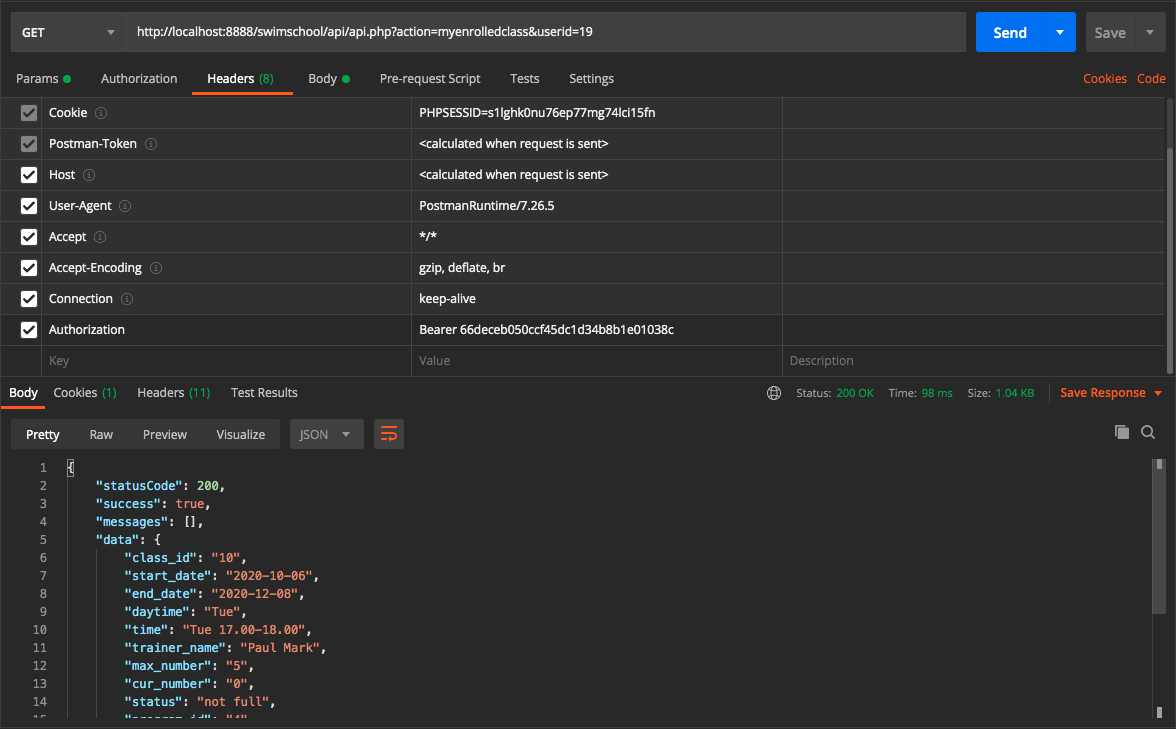 GET http://localhost:8888/swimschool/api/api.php?action=myenrolledclass&userid=19 Send Save
Params Authorization Headers (8) Body Pre-request Script Tests Settings Cookies Code
Cookie PHPSESSID=s1lghk0nu76ep77mg74lci15fn
Postman-Token <calculated when request is sent>
Host <calculated when request is sent>
User-Agent PostmanRuntime/7.26.5
Accept */*
Accept-Encoding gzip, deflate, br
Connection keep-alive
Authorization Bearer 66deceb050ccf45dc1d34b8b1e01038c
Key Value Description
Body Cookies (1) Headers (11) Test Results Status: 200 OK Time: 98 ms Size: 1.04 KB Save Response
Pretty Raw Preview Visualize JSON
1 {
2 "statusCode": 200,
3 "success": true,
4 "messages": [],
5 "data": {
6 "class_id": "10",
7 "start_date": "2020-10-06",
8 "end_date": "2020-12-08",
9 "daytime": "Tue",
10 "time": "Tue 17.00-18.00",
11 "trainer_name": "Paul Mark",
12 "max_number": "5",
13 "cur_number": "0",
14 "status": "not full",
15 "program_id": "4"